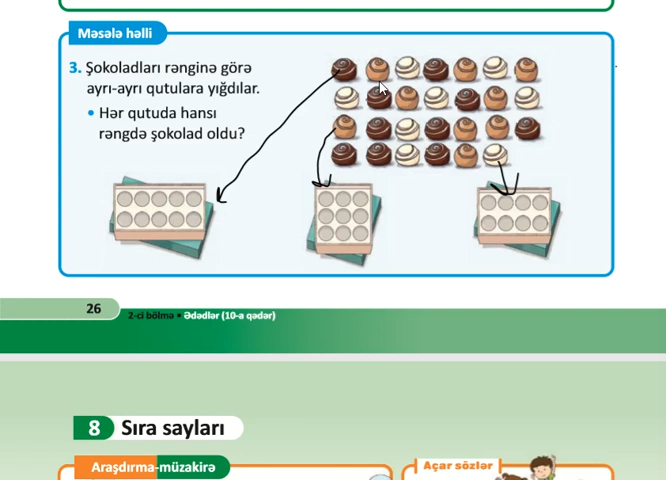 Məsələ həlli
3. Şokoladları rənginə görə
ayrı-ayrı qutulara yığdılar.
• Hər qutuda hansı
rəngdə şokolad oldu?
26
2-ci bölmə • Ədədlər (10-a qədər)
8 Sıra sayları
Araşdırma-müzakirə
Açar sözlər